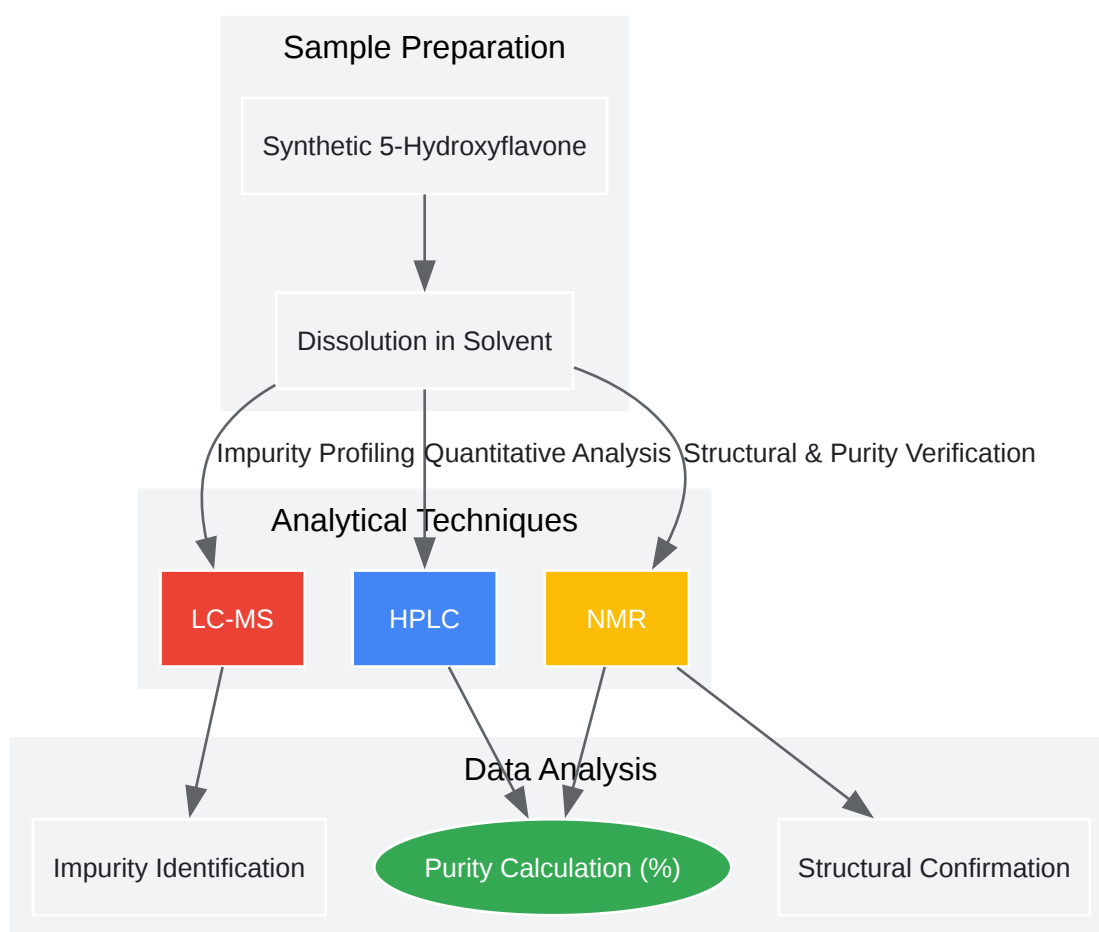 Sample Preparation
Synthetic 5-Hydroxyflavone
Dissolution in Solvent
Impurity Profiling
Quantitative Analysis
Structural & Purity Verification
Analytical Techniques
LC-MS
HPLC
NMR
Data Analysis
Impurity Identification
Purity Calculation (%)
Structural Confirmation